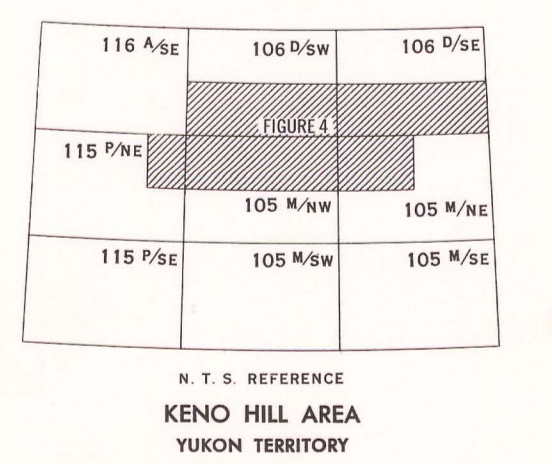 116 A/SE
106 D/SW
106 D/SE
FIGURE 4
115 P/NE
105 M/NW
105 M/NE
115 P/SE
105 M/SW
105 M/SE
N. T. S. REFERENCE
KENO HILL AREA
YUKON TERRITORY